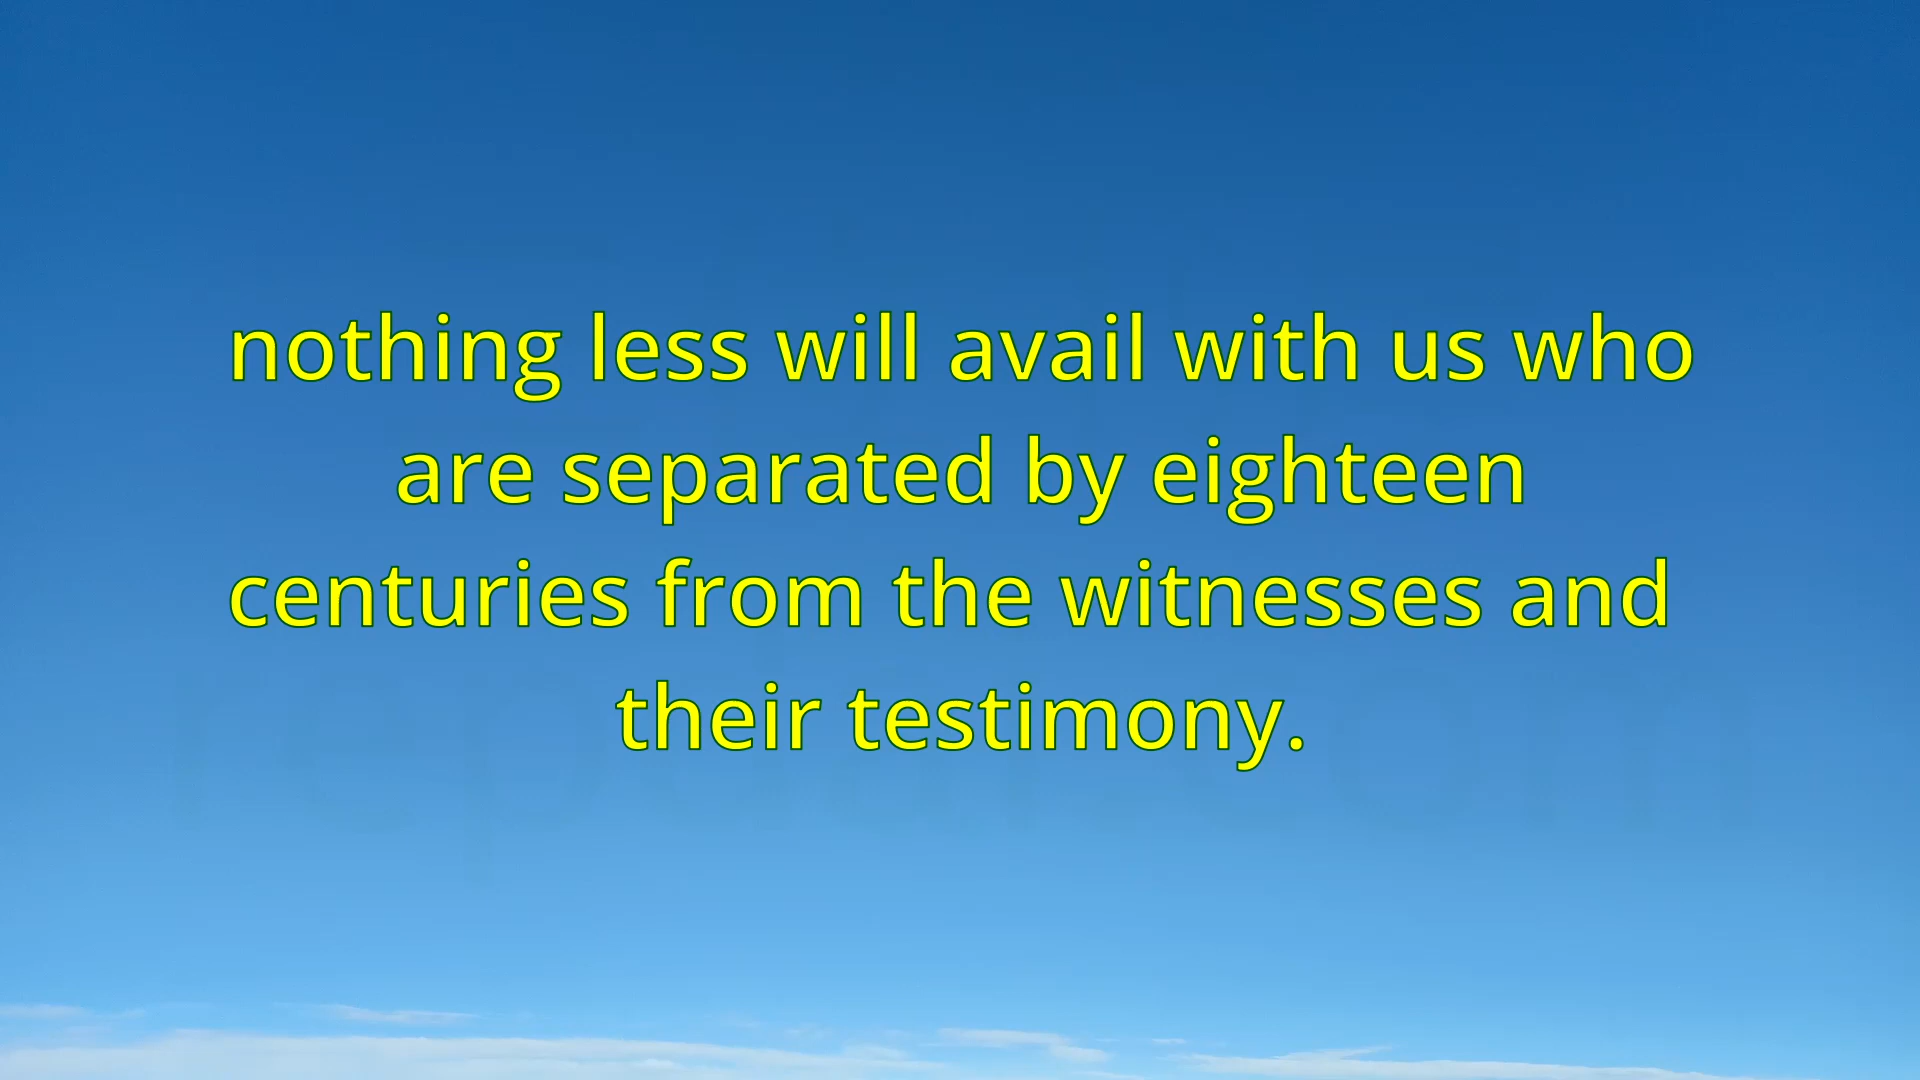 nothing less will avail with us who
are separated by eighteen
centuries from the witnesses and
their testimony.